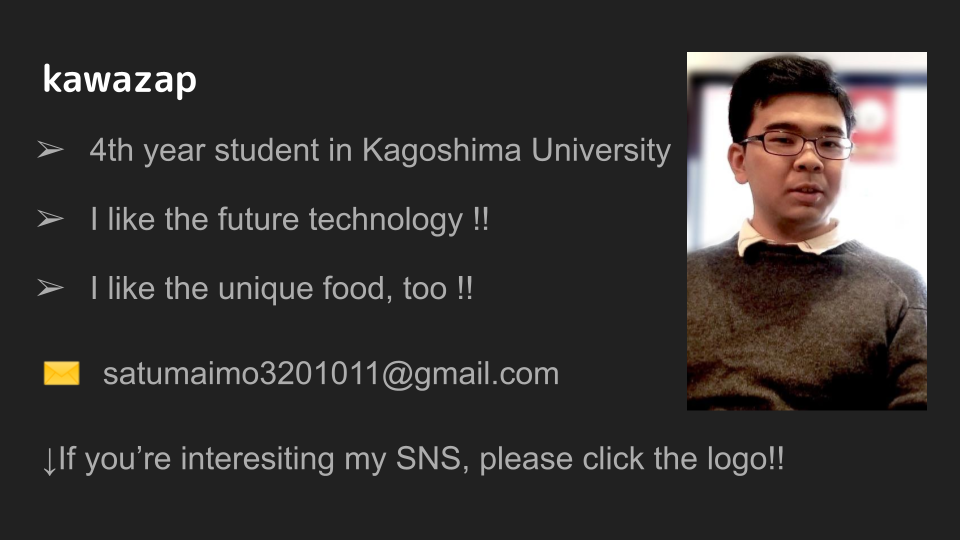 kawazap
➢ 4th year student in Kagoshima University
➢ I like the future technology !!
➢ I like the unique food, too !!
✉ satumaimo3201011@gmail.com
↓If you’re interesiting my SNS, please click the logo!!